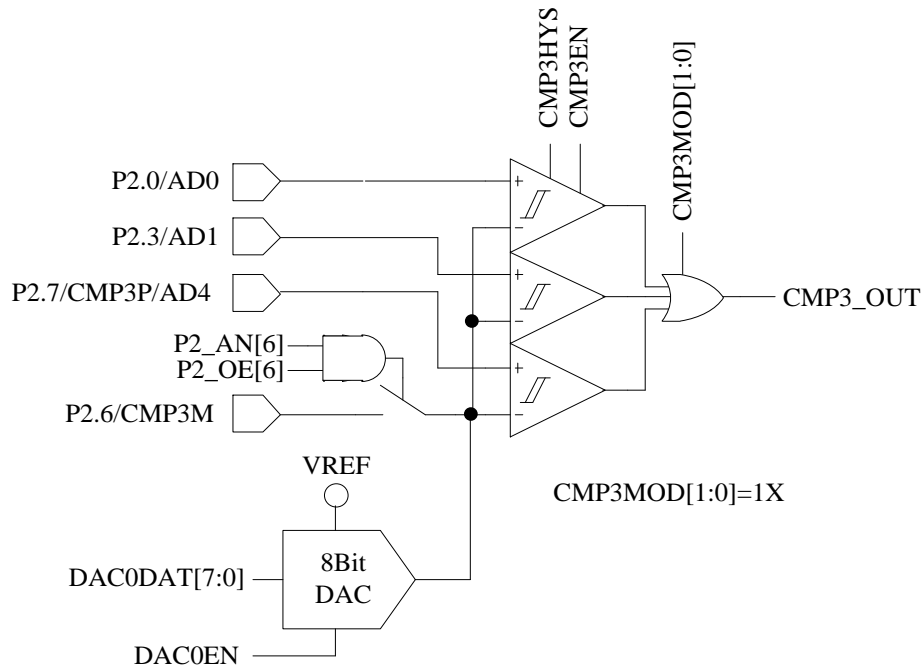 CMP3HYS
CMP3EN
CMP3MOD[1:0]
P2.0/AD0
+
-
P2.3/AD1
+
-
P2.7/CMP3P/AD4
CMP3_OUT
P2_AN[6]
P2_OE[6]
+
-
P2.6/CMP3M
VREF
CMP3MOD[1:0]=1X
8Bit
DAC
DAC0DAT[7:0]
DAC0EN